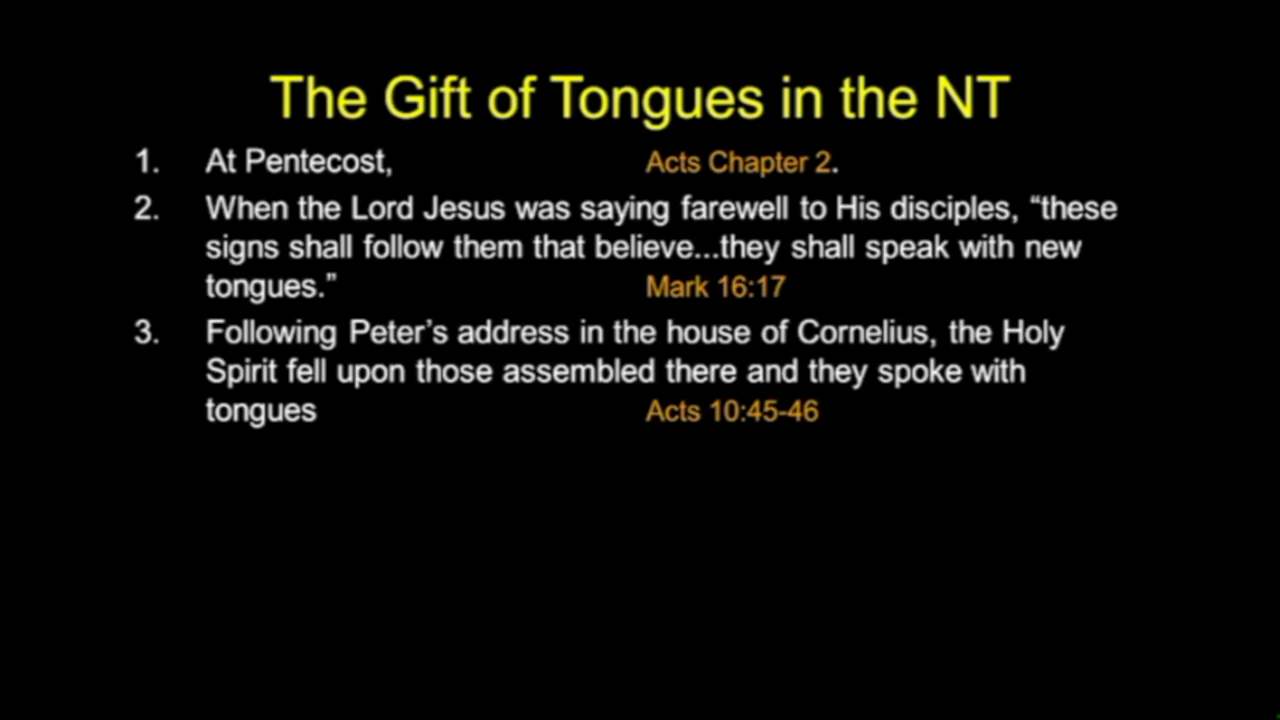 The Gift of Tongues in the NT
1. At Pentecost, Acts Chapter 2.
2. When the Lord Jesus was saying farewell to His disciples, “these
signs shall follow them that believe...they shall speak with new
tongues.” Mark 16:17
3. Following Peter’s address in the house of Cornelius, the Holy
Spirit fell upon those assembled there and they spoke with
tongues Acts 10:45-46